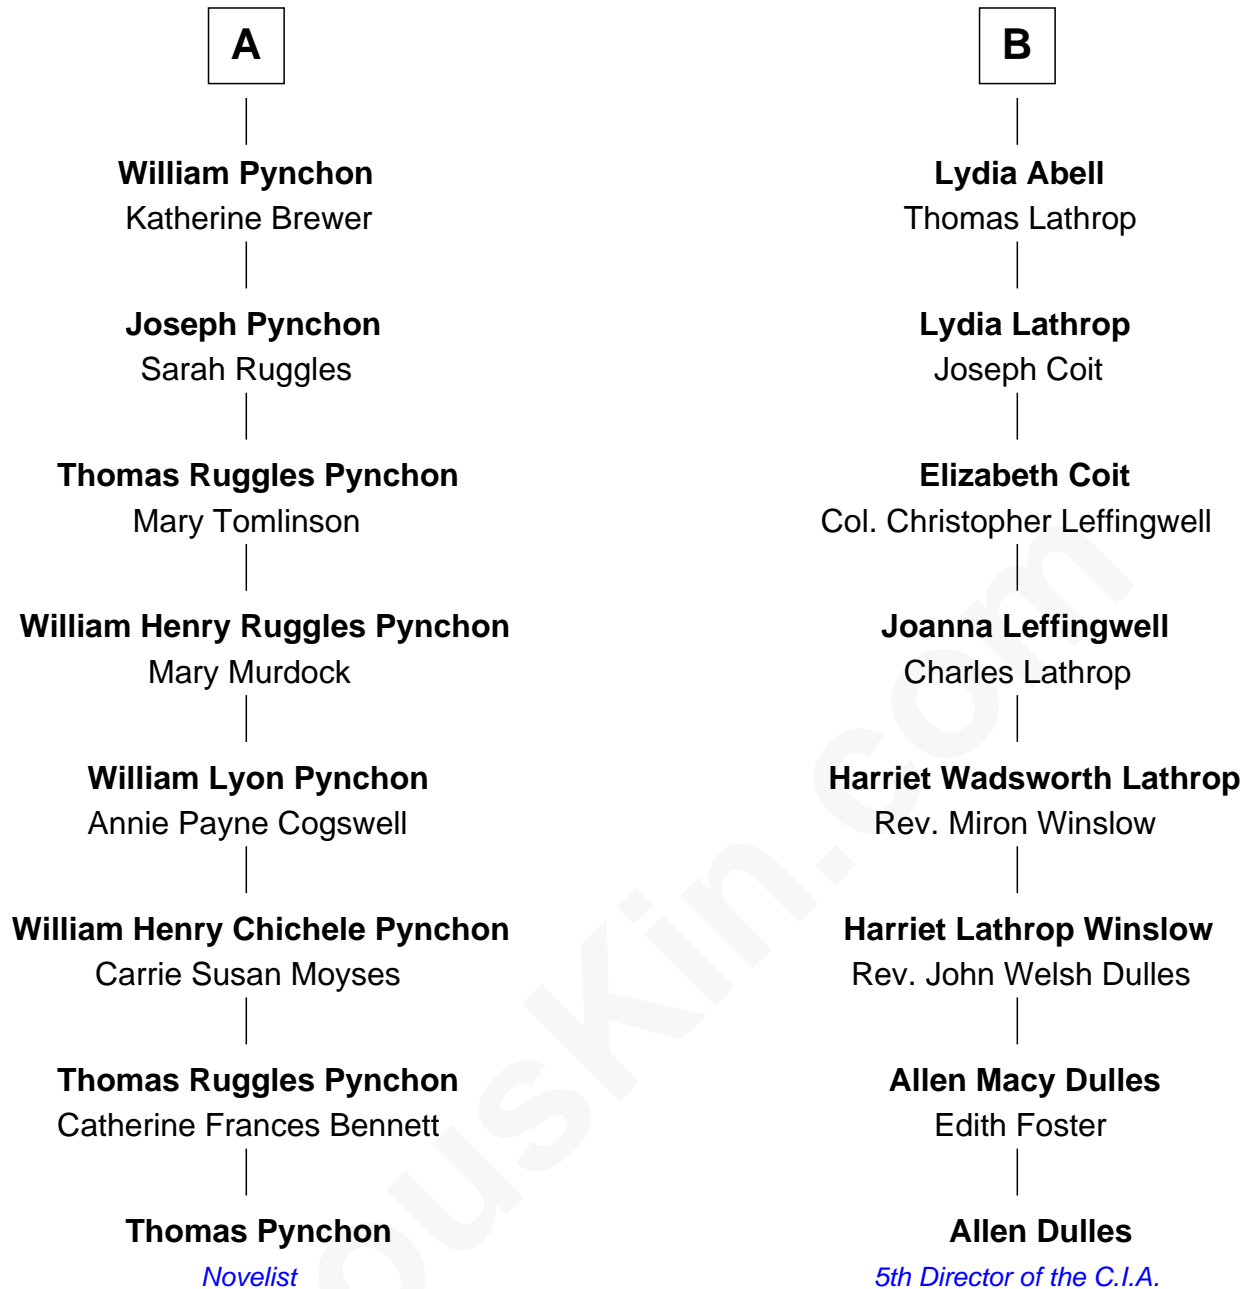 A
William Pynchon
Katherine Brewer
Joseph Pynchon
Sarah Ruggles
Thomas Ruggles Pynchon
Mary Tomlinson
William Henry Ruggles Pynchon
Mary Murdock
William Lyon Pynchon
Annie Payne Cogswell
William Henry Chichele Pynchon
Carrie Susan Moyses
Thomas Ruggles Pynchon
Catherine Frances Bennett
Thomas Pynchon
Novelist
B
Lydia Abell
Thomas Lathrop
Lydia Lathrop
Joseph Coit
Elizabeth Coit
Col. Christopher Leffingwell
Joanna Leffingwell
Charles Lathrop
Harriet Wadsworth Lathrop
Rev. Miron Winslow
Harriet Lathrop Winslow
Rev. John Welsh Dulles
Allen Macy Dulles
Edith Foster
Allen Dulles
5th Director of the C.I.A.
ousKin.com